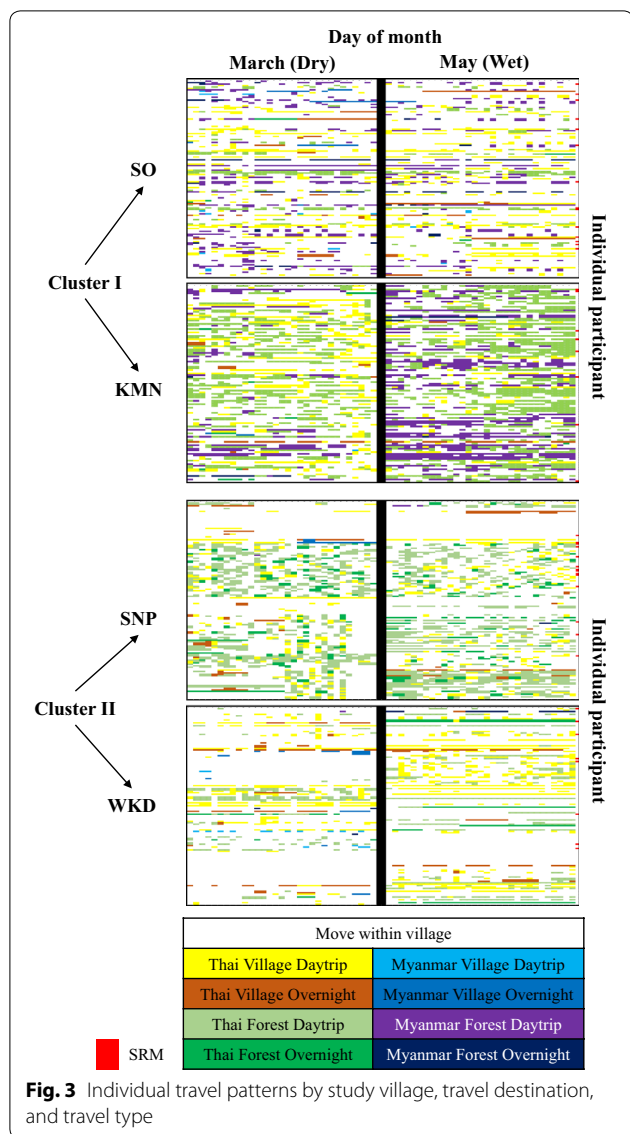 Day of month
March (Dry) May (Wet)
SO
Cluster I
KMN
Individual participant
SNP
Cluster II
WKD
Individual participant
Move within village
Thai Village Daytrip Myanmar Village Daytrip
Thai Village Overnight Myanmar Village Overnight
Thai Forest Daytrip Myanmar Forest Daytrip
SRM Thai Forest Overnight Myanmar Forest Overnight
Fig. 3 Individual travel patterns by study village, travel destination,
and travel type